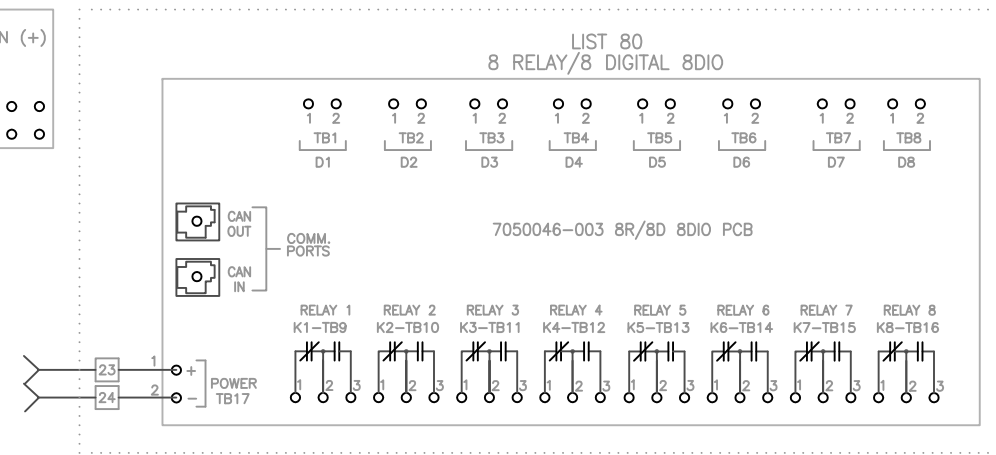 N (+)
LIST 80
8 RELAY/8 DIGITAL 8DIO
1 2 1 2 1 2 1 2 1 2 1 2 1 2 1 2
TB1 TB2 TB3 TB4 TB5 TB6 TB7 TB8
D1 D2 D3 D4 D5 D6 D7 D8
CAN
OUT
COMM.
PORTS
CAN
IN
7050046-003 8R/8D 8DIO PCB
RELAY 1 RELAY 2 RELAY 3 RELAY 4 RELAY 5 RELAY 6 RELAY 7 RELAY 8
K1-TB9 K2-TB10 K3-TB11 K4-TB12 K5-TB13 K6-TB14 K7-TB15 K8-TB16
1 2 3 1 2 3 1 2 3 1 2 3 1 2 3 1 2 3 1 2 3 1 2 3
23 1 +
24 2 -
POWER
TB17